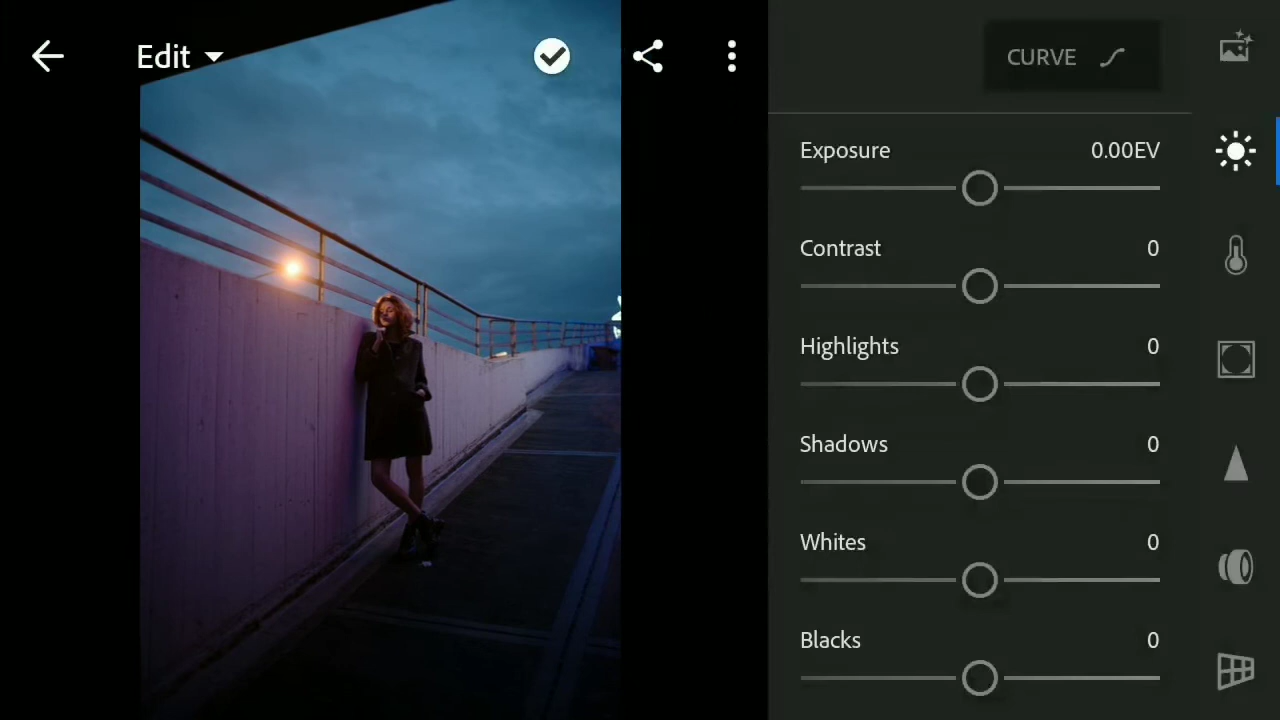 Edit
CURVE
Exposure 0.00EV
Contrast 0
Highlights 0
Shadows 0
Whites 0
Blacks 0